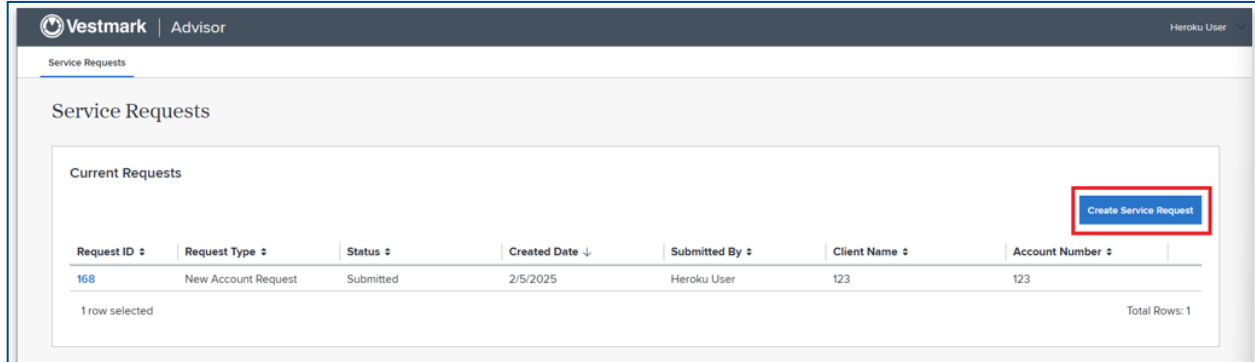 Vestmark | Advisor
Heroku User
Service Requests
Service Requests
Current Requests
Create Service Request
Request ID Request Type Status Created Date ↓ Submitted By Client Name Account Number
168 New Account Request Submitted 2/5/2025 Heroku User 123 123
1 row selected Total Rows: 1